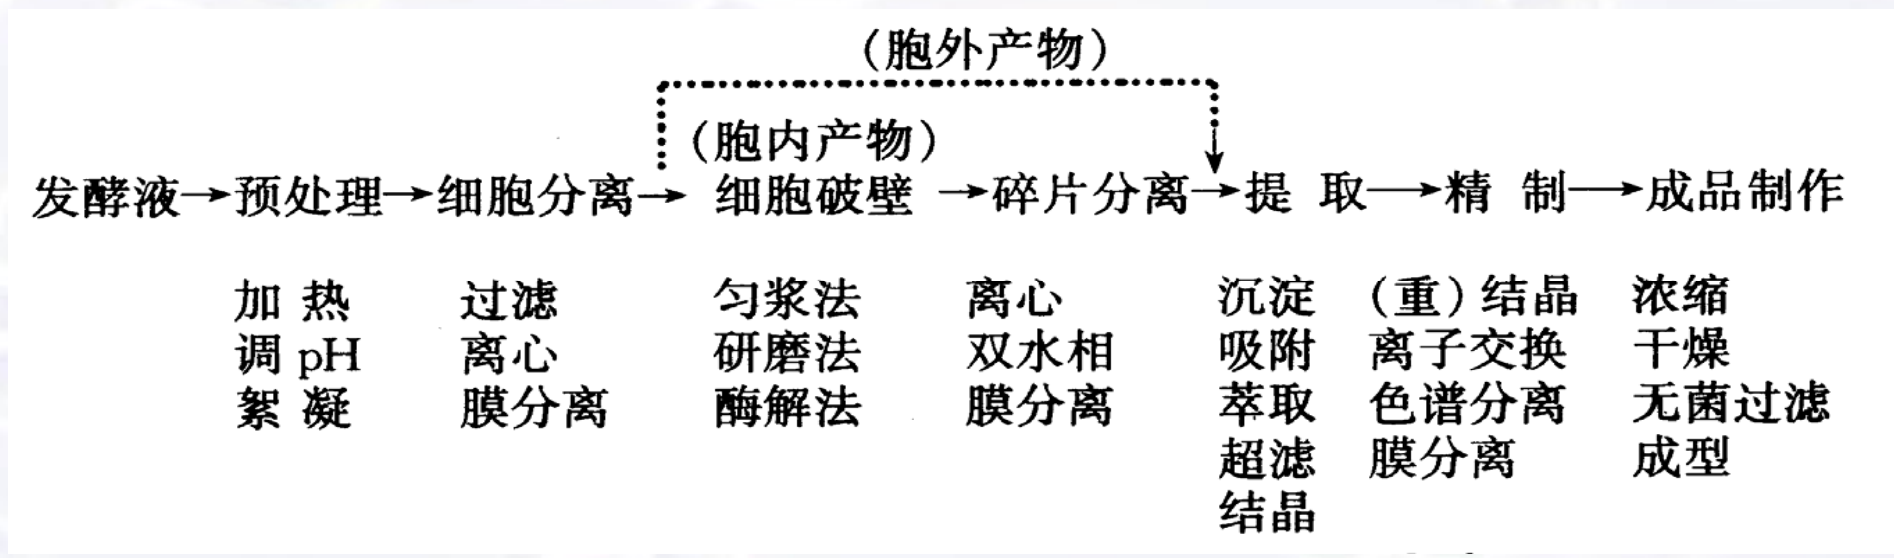 (胞外产物)
(胞内产物)
发酵液→预处理→细胞分离→细胞破壁→碎片分离→提 取→精 制→成品制作
加 热 过滤 匀浆法 离心 沉淀 (重)结晶 浓缩
调 pH 离心 研磨法 双水相 吸附 离子交换 干燥
絮 凝 膜分离 酶解法 膜分离 萃取 色谱分离 无菌过滤
超滤 膜分离 成型
结晶